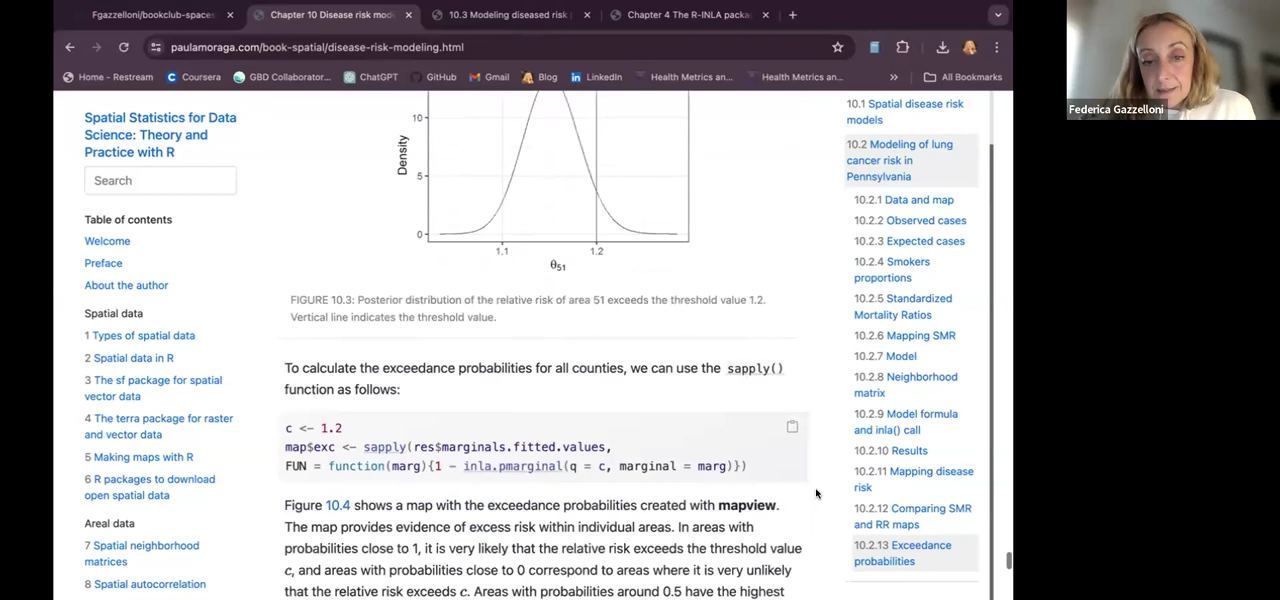 Fgazzelloni/bookclub-spaces
Chapter 10 Disease risk mod
10.3 Modeling diseased risk
Chapter 4 The R-INLA packa
paulamoraga.com/book-spatial/disease-risk-modeling.html
Home - Restream
Coursera
GBD Collaborator...
ChatGPT
GitHub
Gmail
Blog
LinkedIn
Health Metrics an...
Health Metrics an...
»
All Bookmarks
Federica Gazzelloni
Spatial Statistics for Data
Science: Theory and
Practice with R
Search
Table of contents
Welcome
Preface
About the author
Spatial data
1 Types of spatial data
2 Spatial data in R
3 The sf package for spatial
vector data
4 The terra package for raster
and vector data
5 Making maps with R
6 R packages to download
open spatial data
Areal data
7 Spatial neighborhood
matrices
8 Spatial autocorrelation
Density
10
5
0
1.1
1.2
θ51
FIGURE 10.3: Posterior distribution of the relative risk of area 51 exceeds the threshold value 1.2.
Vertical line indicates the threshold value.
To calculate the exceedance probabilities for all counties, we can use the sapply()
function as follows:
c <- 1.2
map$exc <- sapply(res$marginals.fitted.values,
FUN = function(marg){1 - inla.pmarginal(q = c, marginal = marg)})
Figure 10.4 shows a map with the exceedance probabilities created with mapview.
The map provides evidence of excess risk within individual areas. In areas with
probabilities close to 1, it is very likely that the relative risk exceeds the threshold value
c, and areas with probabilities close to 0 correspond to areas where it is very unlikely
that the relative risk exceeds c. Areas with probabilities around 0.5 have the highest
10.1 Spatial disease risk
models
10.2 Modeling of lung
cancer risk in
Pennsylvania
10.2.1 Data and map
10.2.2 Observed cases
10.2.3 Expected cases
10.2.4 Smokers
proportions
10.2.5 Standardized
Mortality Ratios
10.2.6 Mapping SMR
10.2.7 Model
10.2.8 Neighborhood
matrix
10.2.9 Model formula
and inla() call
10.2.10 Results
10.2.11 Mapping disease
risk
10.2.12 Comparing SMR
and RR maps
10.2.13 Exceedance
probabilities